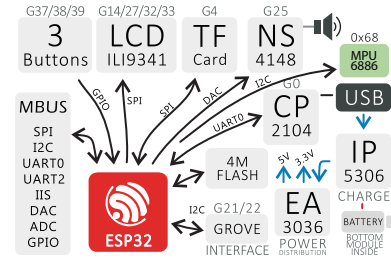 G37/38/39
G14/27/32/33
G4
G25
3
Buttons
LCD
ILI9341
TF
Card
NS
4148
0x68
MPU
6886
GPIO
SPI
SPI
DAC
I2C
UART0
G0
CP
2104
USB
MBUS
SPI
I2C
UART0
UART2
IIS
DAC
ADC
GPIO
ESP32
4M
FLASH
5V
3.3V
IP
5306
CHARGE
I2C
G21/22
GROVE
INTERFACE
EA
3036
POWER
DISTRIBUTION
BATTERY
BOTTOM
MODULE
INSIDE